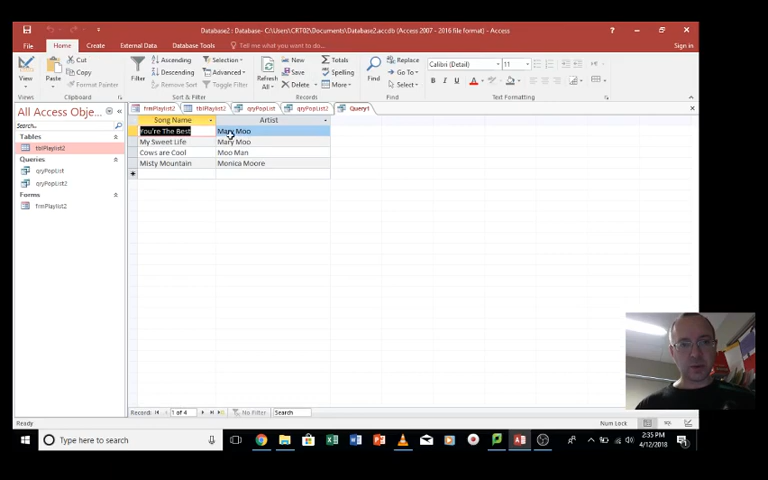 Database2 : Database- C:\Users\CRT02\Documents\Database2.accdb (Access 2007 - 2016 file format) - Access
File Home Create External Data Database Tools Tell me what you want to do... Sign in
View
Paste
Cut
Copy
Format Painter
Filter
Ascending
Descending
Remove Sort
Selection
Advanced
Toggle Filter
Refresh
All
New
Save
Delete
Totals
Spelling
More
Find
Replace
Go To
Select
Calibri (Detail) 11
B I U A
Views Clipboard Sort & Filter Records Find Text Formatting
All Access Obje...
Search...
Tables
tblPlaylist2
Queries
qryPopList
qryPopList2
Forms
frmPlaylist2
frmPlaylist2 tblPlaylist2 qryPopList qryPopList2 Query1
Song Name Artist
You're The Best Mary Moo
My Sweet Life Mary Moo
Cows are Cool Moo Man
Misty Mountain Monica Moore
Record: 1 of 4 No Filter Search
Ready Num Lock
Type here to search
2:35 PM
4/12/2018